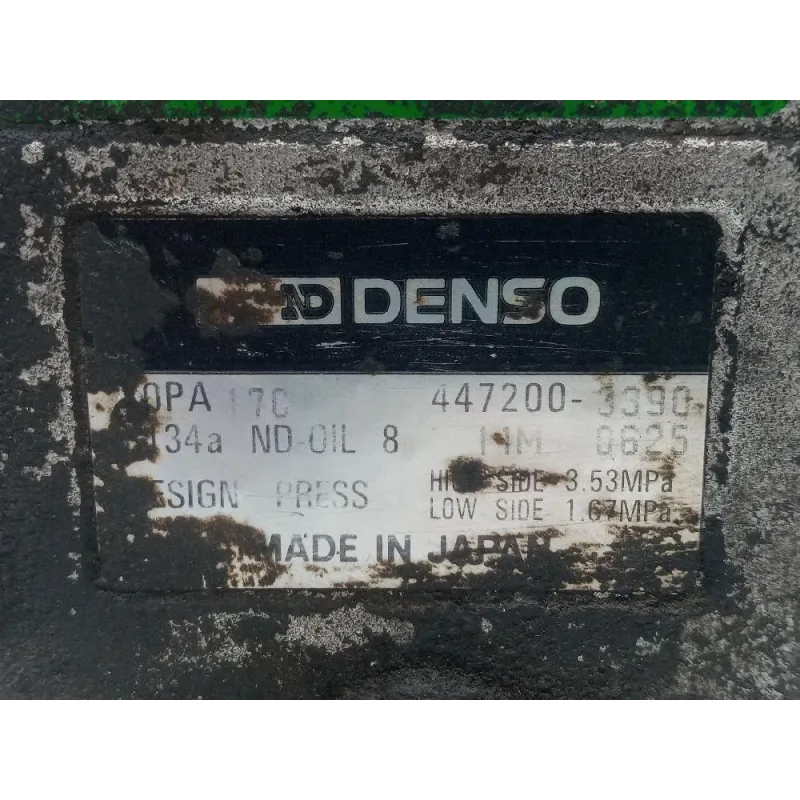 ND DENSO
0PA 17C 447200-3390
134a ND-OIL 8 11M 0625
ESIGN PRESS HIGH SIDE 3.53MPa
LOW SIDE 1.67MPa
MADE IN JAPAN